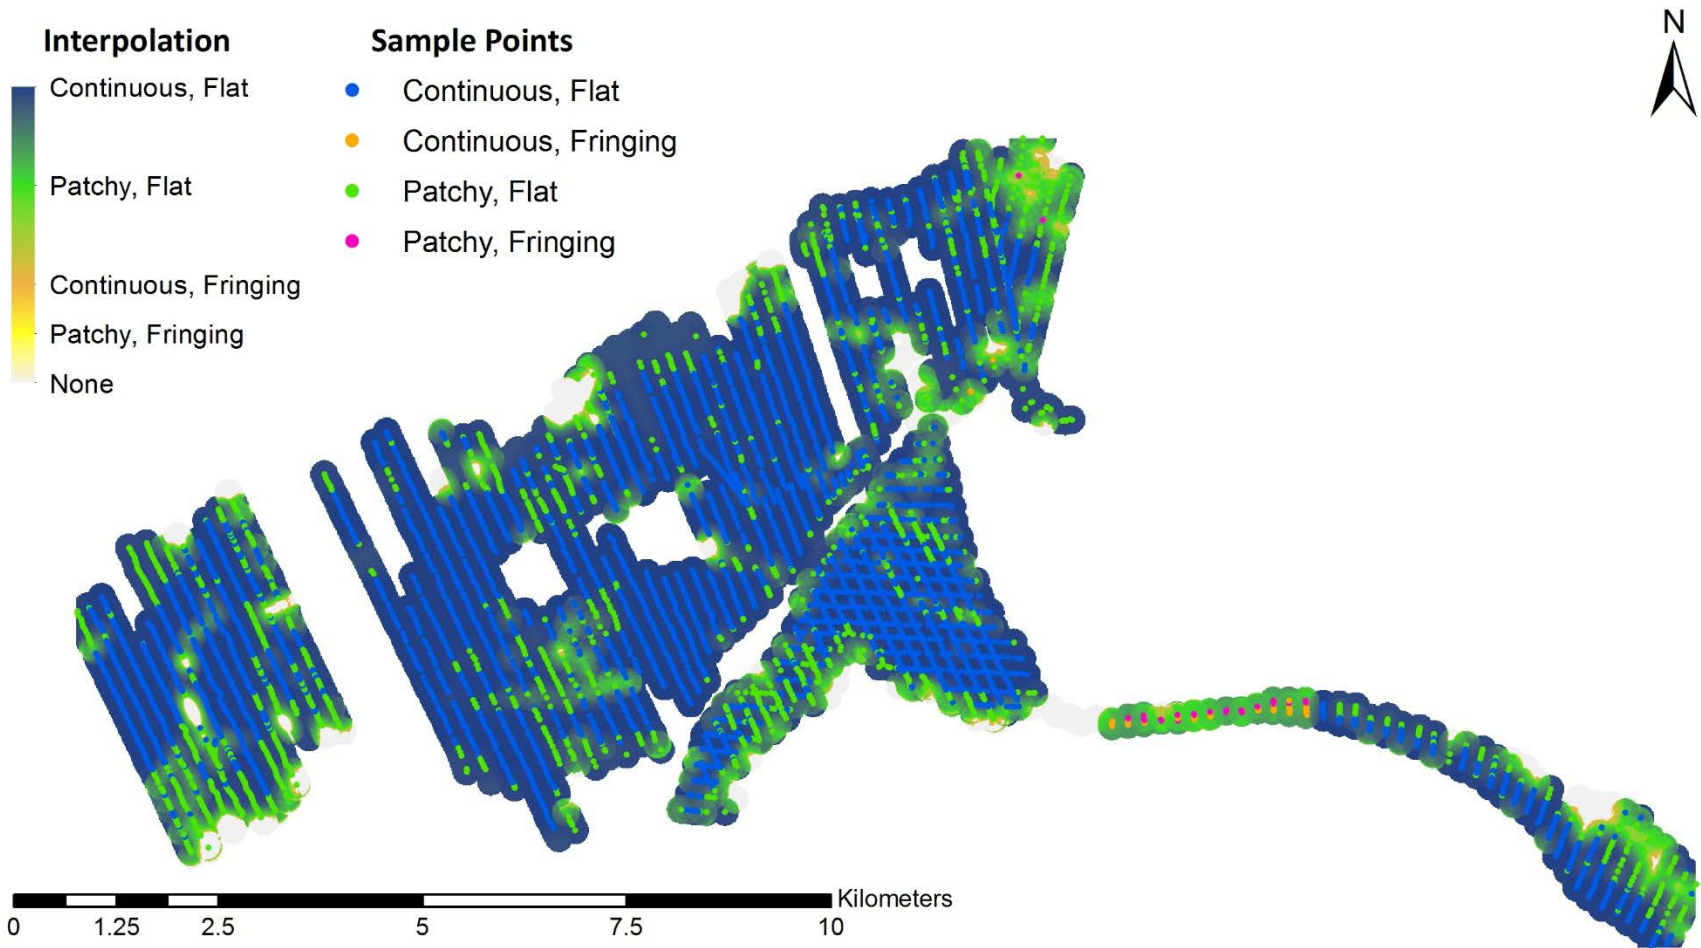 Interpolation
Continuous, Flat
Patchy, Flat
Continuous, Fringing
Patchy, Fringing
None
Sample Points
Continuous, Flat
Continuous, Fringing
Patchy, Flat
Patchy, Fringing
N
Kilometers
0 1.25 2.5 5 7.5 10